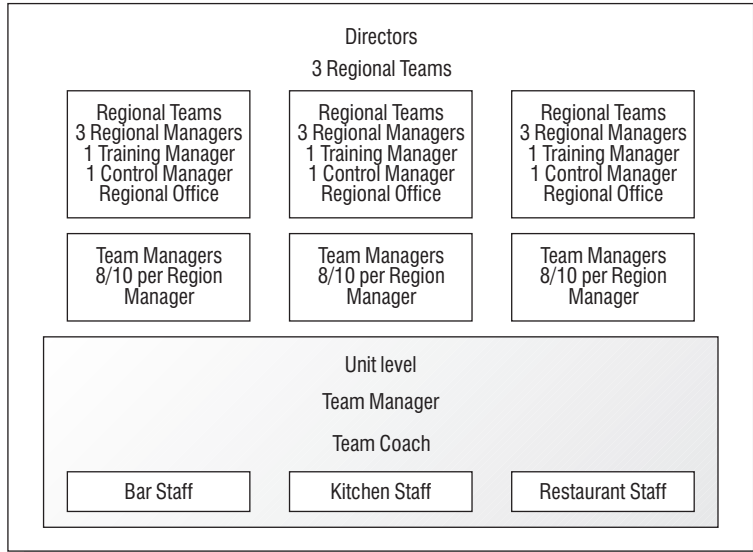 Directors
3 Regional Teams
Regional Teams
3 Regional Managers
1 Training Manager
1 Control Manager
Regional Office
Regional Teams
3 Regional Managers
1 Training Manager
1 Control Manager
Regional Office
Regional Teams
3 Regional Managers
1 Training Manager
1 Control Manager
Regional Office
Team Managers
8/10 per Region
Manager
Team Managers
8/10 per Region
Manager
Team Managers
8/10 per Region
Manager
Unit level
Team Manager
Team Coach
Bar Staff
Kitchen Staff
Restaurant Staff